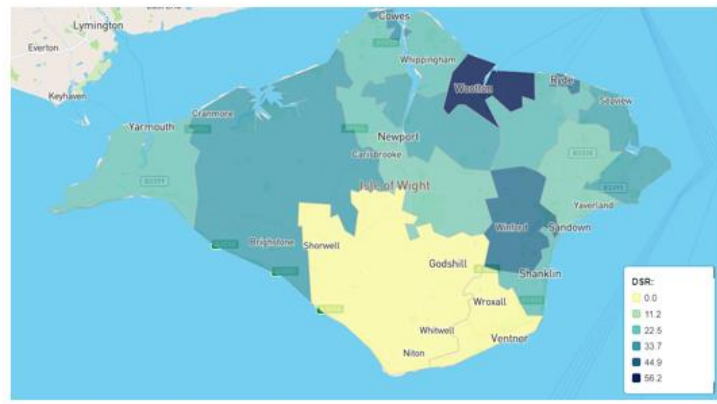 Lymington
Everton
Keyhaven
Cowes
Whippingham
Wootton
Ryde
Seaview
Cranmore
Yarmouth
Newport
Carisbrooke
Isle of Wight
Yaverland
Winford
Sandown
Brighstone
Shorwell
Godshill
Shanklin
Wroxall
Whitwell
Ventnor
Niton
DSR:
0.0
11.2
22.5
33.7
44.9
56.2